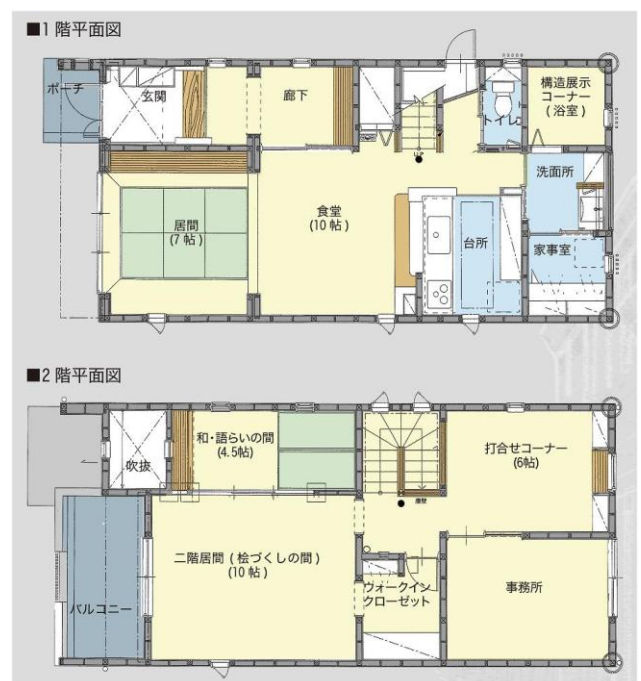 ■1 階平面図
ポーチ
玄関
廊下
トイレ
構造展示
コーナー
(浴室)
洗面所
居間
(7 帖)
食堂
(10 帖)
台所
家事室
■2 階平面図
吹抜
和・語らいの間
(4.5帖)
打合せコーナー
(6帖)
二階居間 ( 桧づくしの間 )
(10 帖)
バルコニー
ウォークイン
クローゼット
事務所